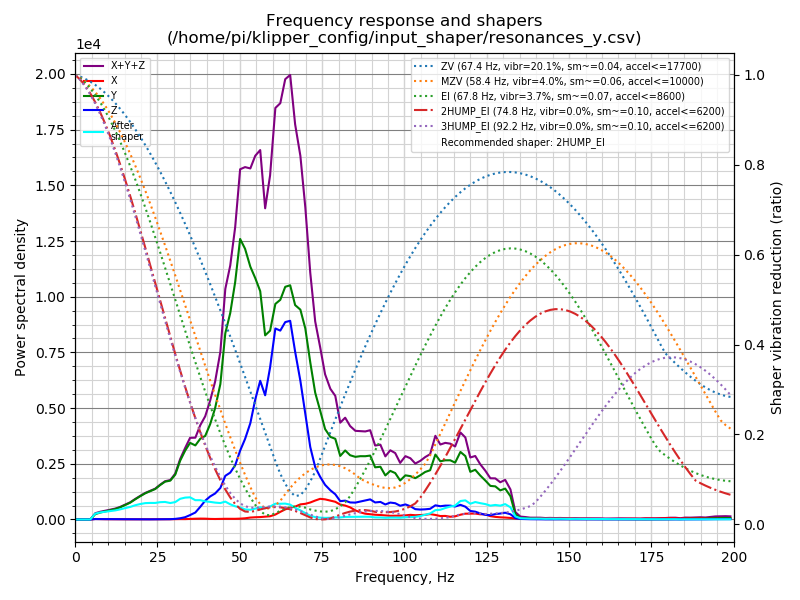 Frequency response and shapers
(/home/pi/klipper_config/input_shaper/resonances_y.csv)
1e4
X+Y+Z
X
Y
Z
After
shaper
ZV (67.4 Hz, vibr=20.1%, sm~=0.04, accel<=17700)
MZV (58.4 Hz, vibr=4.0%, sm~=0.06, accel<=10000)
EI (67.8 Hz, vibr=3.7%, sm~=0.07, accel<=8600)
2HUMP_EI (74.8 Hz, vibr=0.0%, sm~=0.10, accel<=6200)
3HUMP_EI (92.2 Hz, vibr=0.0%, sm~=0.10, accel<=6200)
Recommended shaper: 2HUMP_EI
2.00
1.75
1.50
1.25
1.00
0.75
0.50
0.25
0.00
Power spectral density
1.0
0.8
0.6
0.4
0.2
0.0
Shaper vibration reduction (ratio)
0 25 50 75 100 125 150 175 200
Frequency, Hz